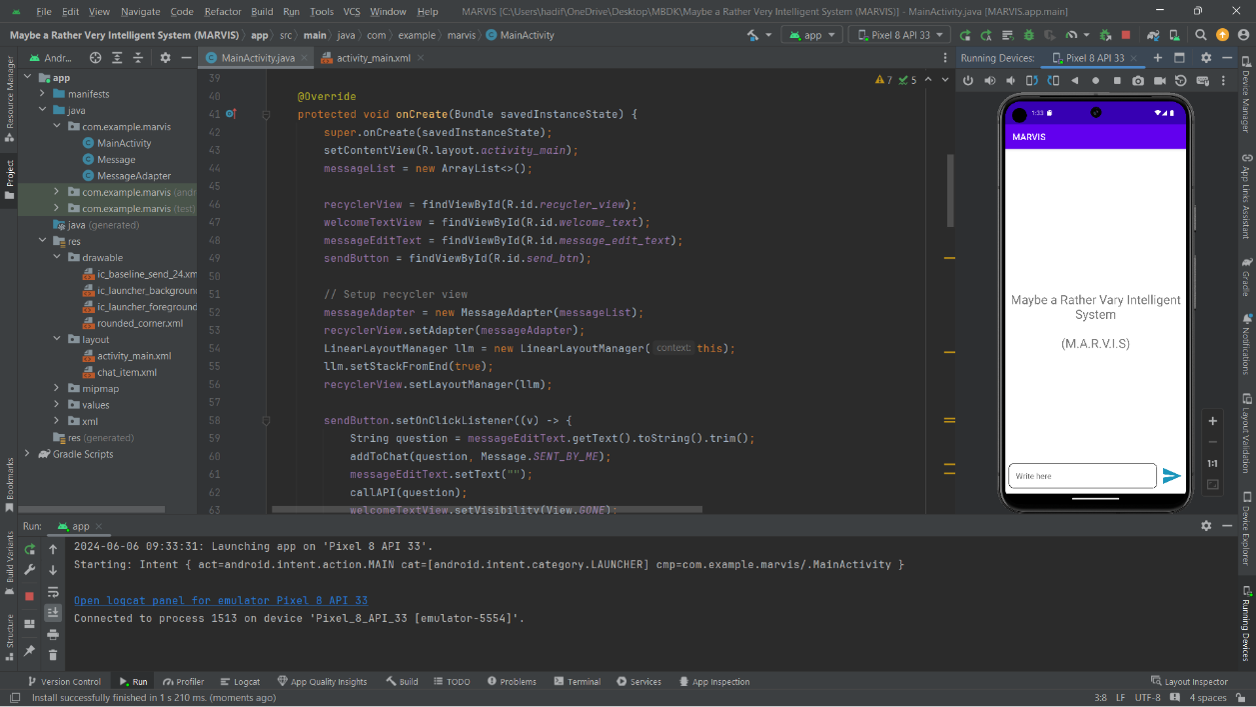 File Edit View Navigate Code Refactor Build Run Tools VCS Window Help MARVIS [C:\Users\hadif\OneDrive\Desktop\MBDK\Maybe a Rather Very Intelligent System (MARVIS)] - MainActivity.java [MARVIS.app.main]
Maybe a Rather Very Intelligent System (MARVIS) app src main java com example marvis MainActivity app Pixel 8 API 33
Andr... MainActivity.java activity_main.xml Running Devices: Pixel 8 API 33
Resource Manager
Project
Bookmarks
Build Variants
Structure
app
manifests
java
com.example.marvis
MainActivity
Message
MessageAdapter
com.example.marvis (andr
com.example.marvis (test)
java (generated)
res
drawable
ic_baseline_send_24.xm
ic_launcher_background
ic_launcher_foreground
rounded_corner.xml
layout
activity_main.xml
chat_item.xml
mipmap
values
xml
res (generated)
Gradle Scripts
7 5
39
40 @Override
41 protected void onCreate(Bundle savedInstanceState) {
42 super.onCreate(savedInstanceState);
43 setContentView(R.layout.activity_main);
44 messageList = new ArrayList<>();
45
46 recyclerView = findViewById(R.id.recycler_view);
47 welcomeTextView = findViewById(R.id.welcome_text);
48 messageEditText = findViewById(R.id.message_edit_text);
49 sendButton = findViewById(R.id.send_btn);
50
51 // Setup recycler view
52 messageAdapter = new MessageAdapter(messageList);
53 recyclerView.setAdapter(messageAdapter);
54 LinearLayoutManager llm = new LinearLayoutManager( context: this);
55 llm.setStackFromEnd(true);
56 recyclerView.setLayoutManager(llm);
57
58 sendButton.setOnClickListener((v) -> {
59 String question = messageEditText.getText().toString().trim();
60 addToChat(question, Message.SENT_BY_ME);
61 messageEditText.setText("");
62 callAPI(question);
63 welcomeTextView.setVisibility(View.GONE);
1:33
MARVIS
Maybe a Rather Vary Intelligent
System
(M.A.R.V.I.S)
Write here
1:1
Device Manager
App Links Assistant
Gradle
Notifications
Layout Validation
Device Explorer
Running Devices
Run: app
2024-06-06 09:33:31: Launching app on 'Pixel 8 API 33'.
Starting: Intent { act=android.intent.action.MAIN cat=[android.intent.category.LAUNCHER] cmp=com.example.marvis/.MainActivity }
Open logcat panel for emulator Pixel 8 API 33
Connected to process 1513 on device 'Pixel_8_API_33 [emulator-5554]'.
Version Control Run Profiler Logcat App Quality Insights Build TODO Problems Terminal Services App Inspection Layout Inspector
Install successfully finished in 1 s 210 ms. (moments ago) 3:8 LF UTF-8 4 spaces